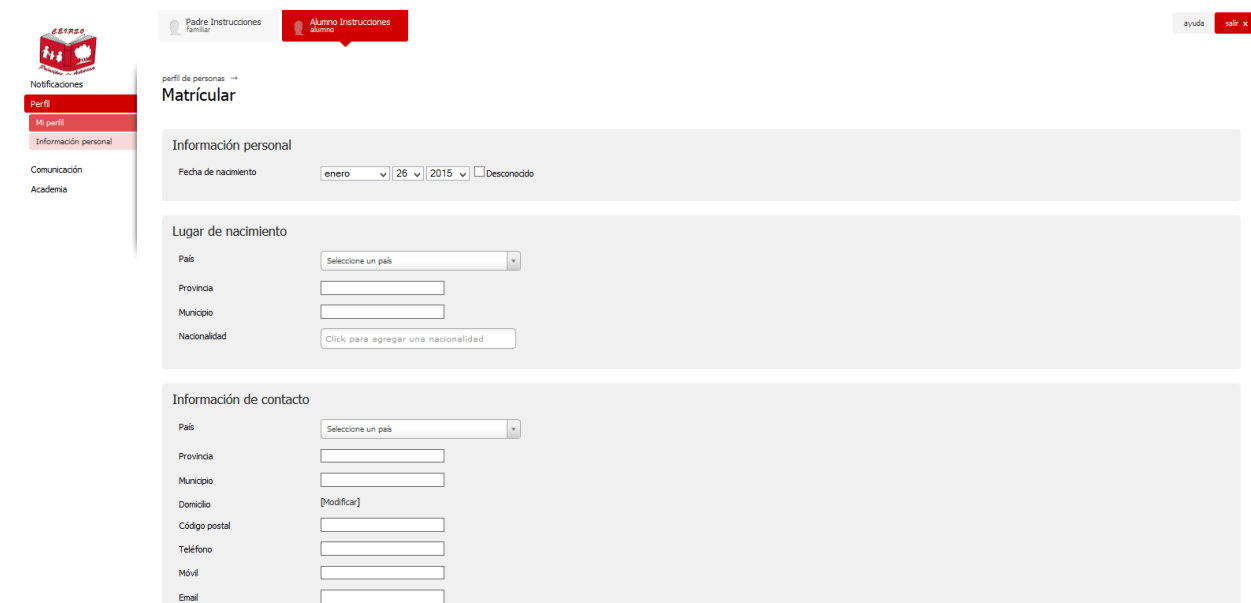 C.E.I.P.S.O.
Príncipe de Asturias
Padre Instrucciones
familiar
Alumno Instrucciones
alumno
ayuda
salir x
Notificaciones
Perfil
Mi perfil
Información personal
Comunicación
Academia
perfil de personas →
Matrícular
Información personal
Fecha de nacimiento enero 26 2015 Desconocido
Lugar de nacimiento
País Seleccione un país
Provincia
Municipio
Nacionalidad Click para agregar una nacionalidad
Información de contacto
País Seleccione un país
Provincia
Municipio
Domicilio [Modificar]
Código postal
Teléfono
Móvil
Email